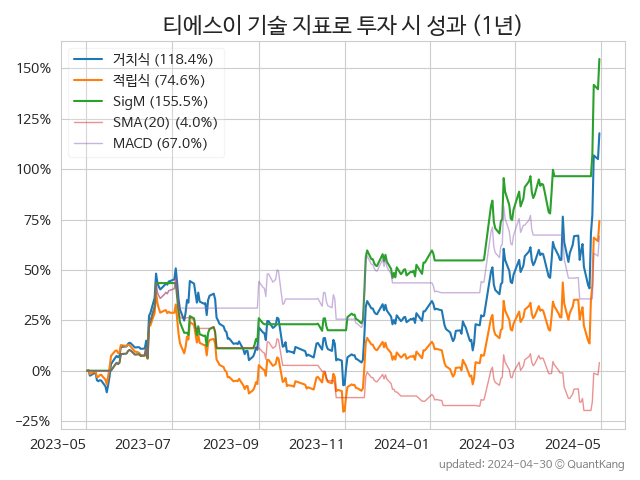 티에스이 기술 지표로 투자 시 성과 (1년)
거치식 (118.4%)
적립식 (74.6%)
SigM (155.5%)
SMA(20) (4.0%)
MACD (67.0%)
150%
125%
100%
75%
50%
25%
0%
−25%
2023-05 2023-07 2023-09 2023-11 2024-01 2024-03 2024-05
updated: 2024-04-30 © QuantKang